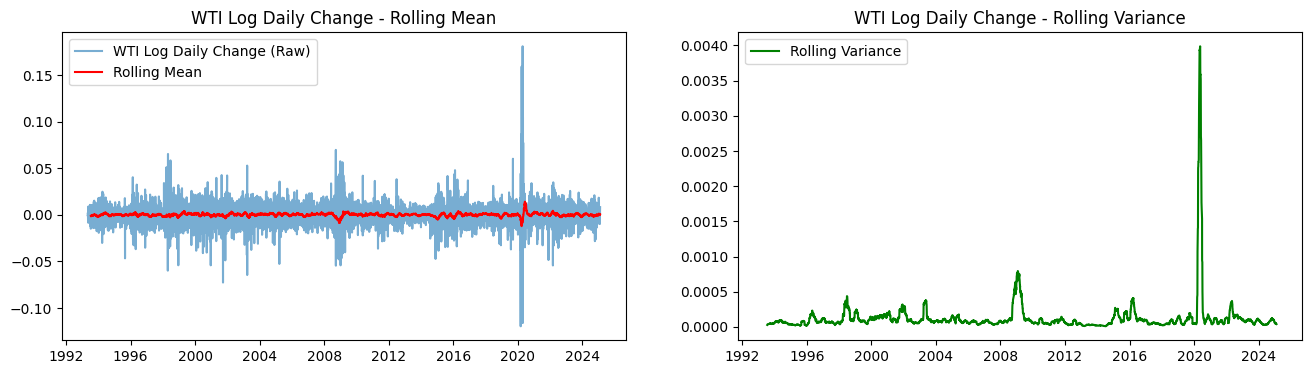 WTI Log Daily Change - Rolling Mean
WTI Log Daily Change (Raw)
Rolling Mean
0.15
0.10
0.05
0.00
−0.05
−0.10
1992 1996 2000 2004 2008 2012 2016 2020 2024
WTI Log Daily Change - Rolling Variance
Rolling Variance
0.0040
0.0035
0.0030
0.0025
0.0020
0.0015
0.0010
0.0005
0.0000
1992 1996 2000 2004 2008 2012 2016 2020 2024